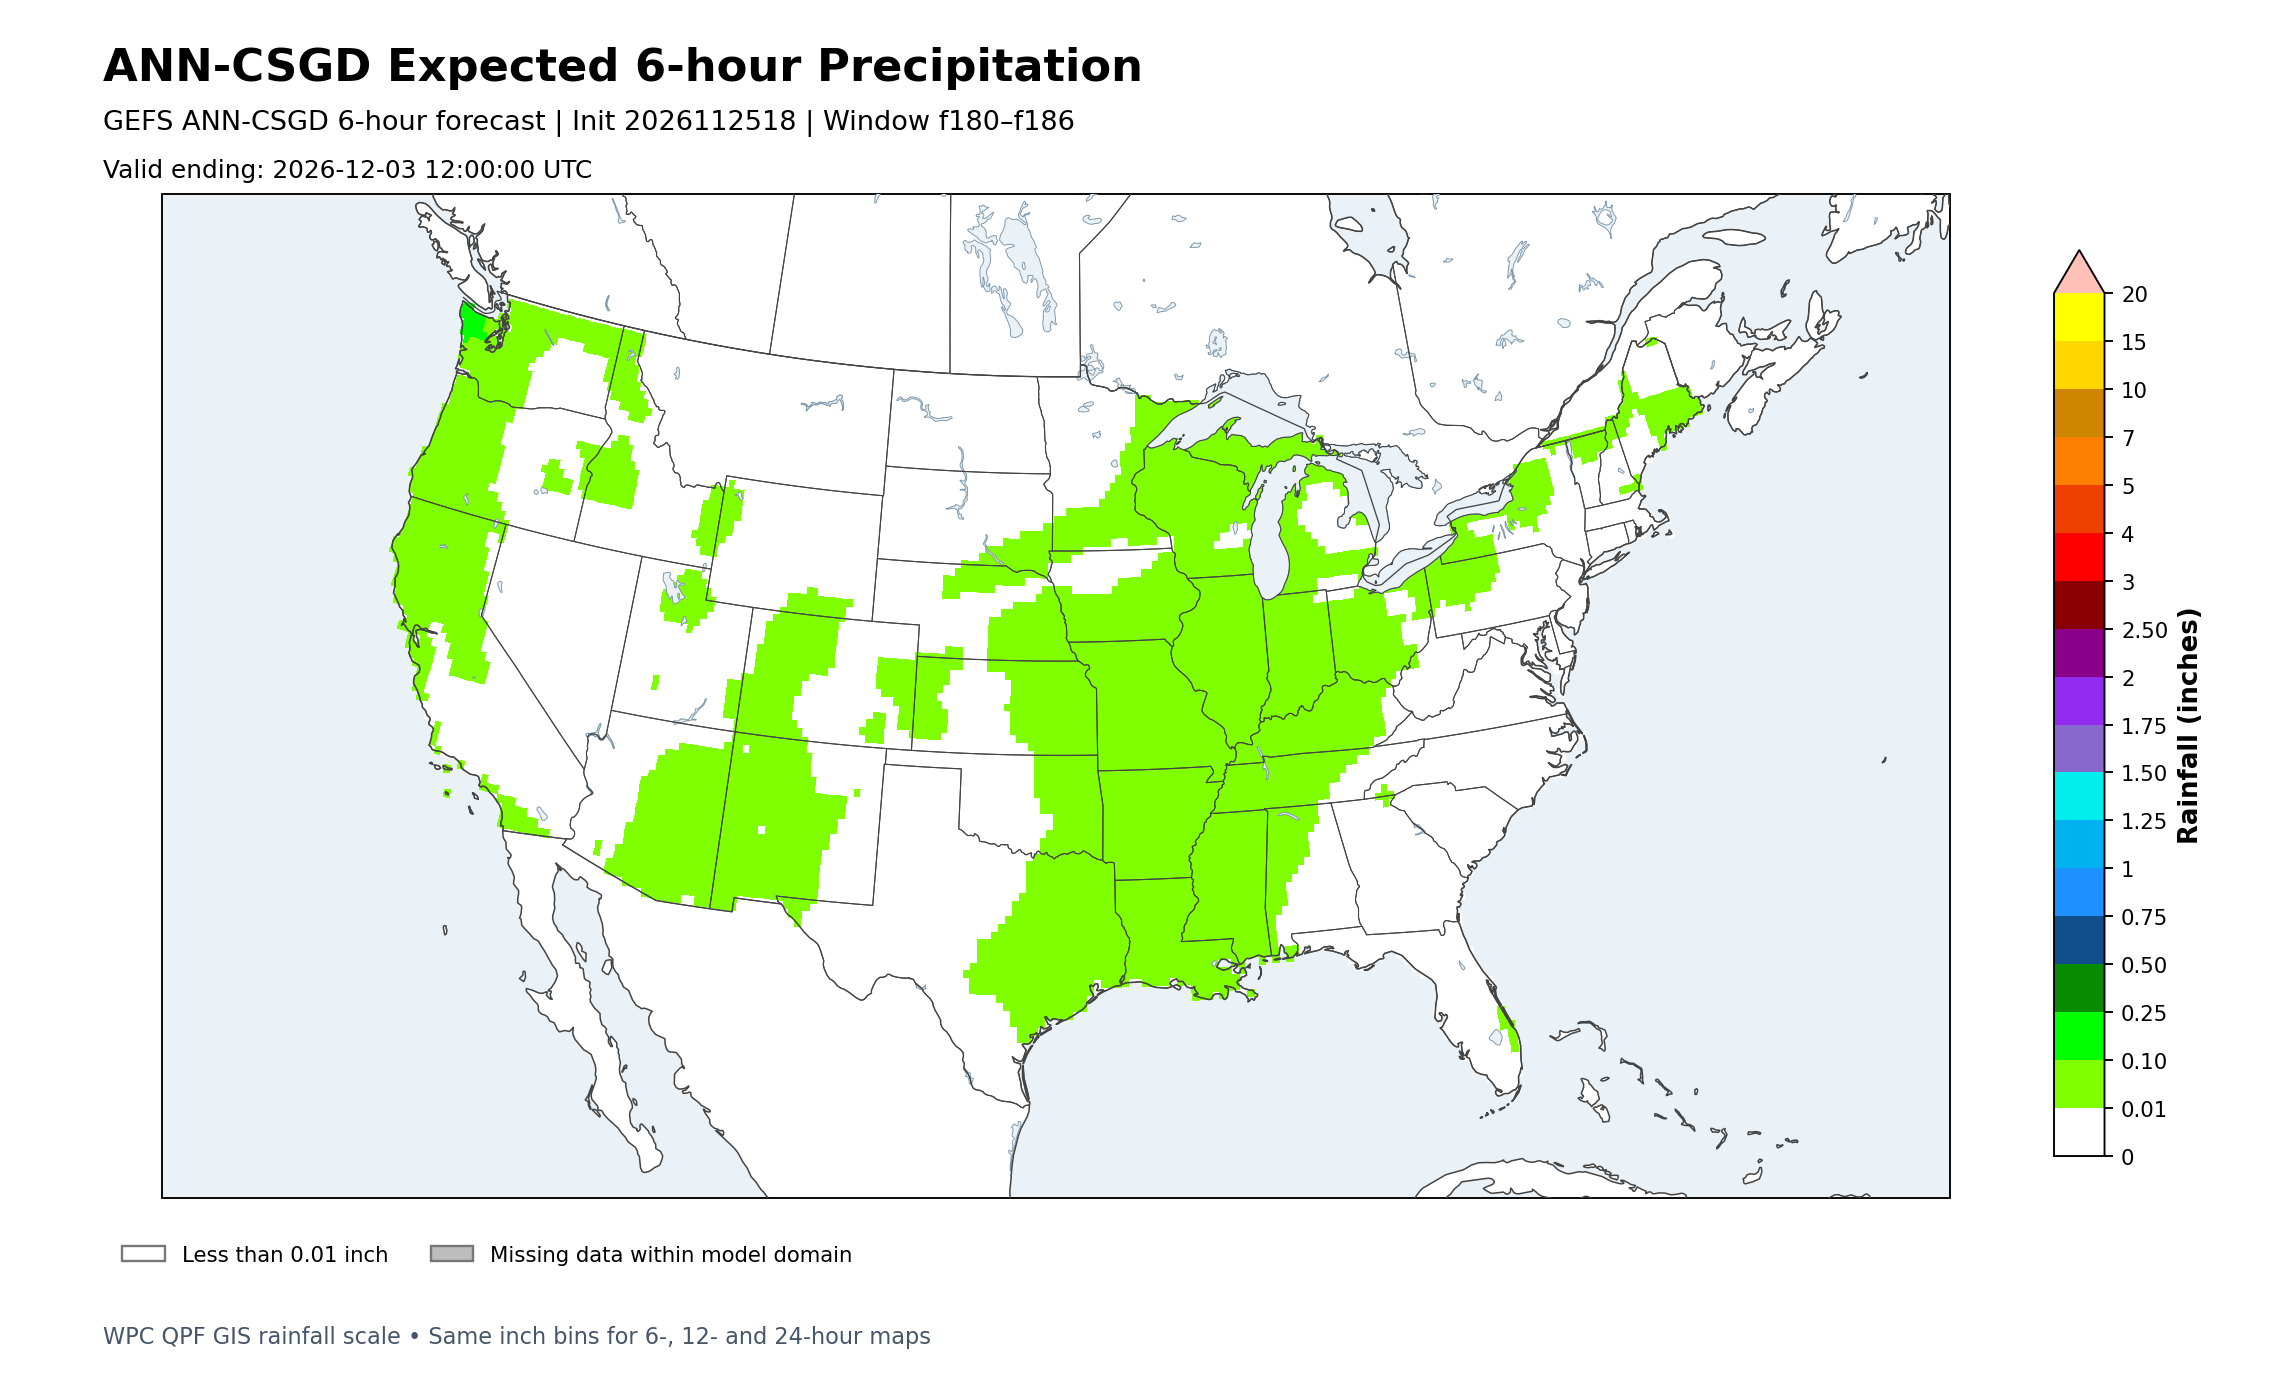 ANN-CSGD Expected 6-hour Precipitation
GEFS ANN-CSGD 6-hour forecast | Init 2026112518 | Window f180–f186
Valid ending: 2026-12-03 12:00:00 UTC
20
15
10
7
5
4
3
2.50
2
1.75
1.50
1.25
1
0.75
0.50
0.25
0.10
0.01
0
Rainfall (inches)
Less than 0.01 inch
Missing data within model domain
WPC QPF GIS rainfall scale • Same inch bins for 6-, 12- and 24-hour maps